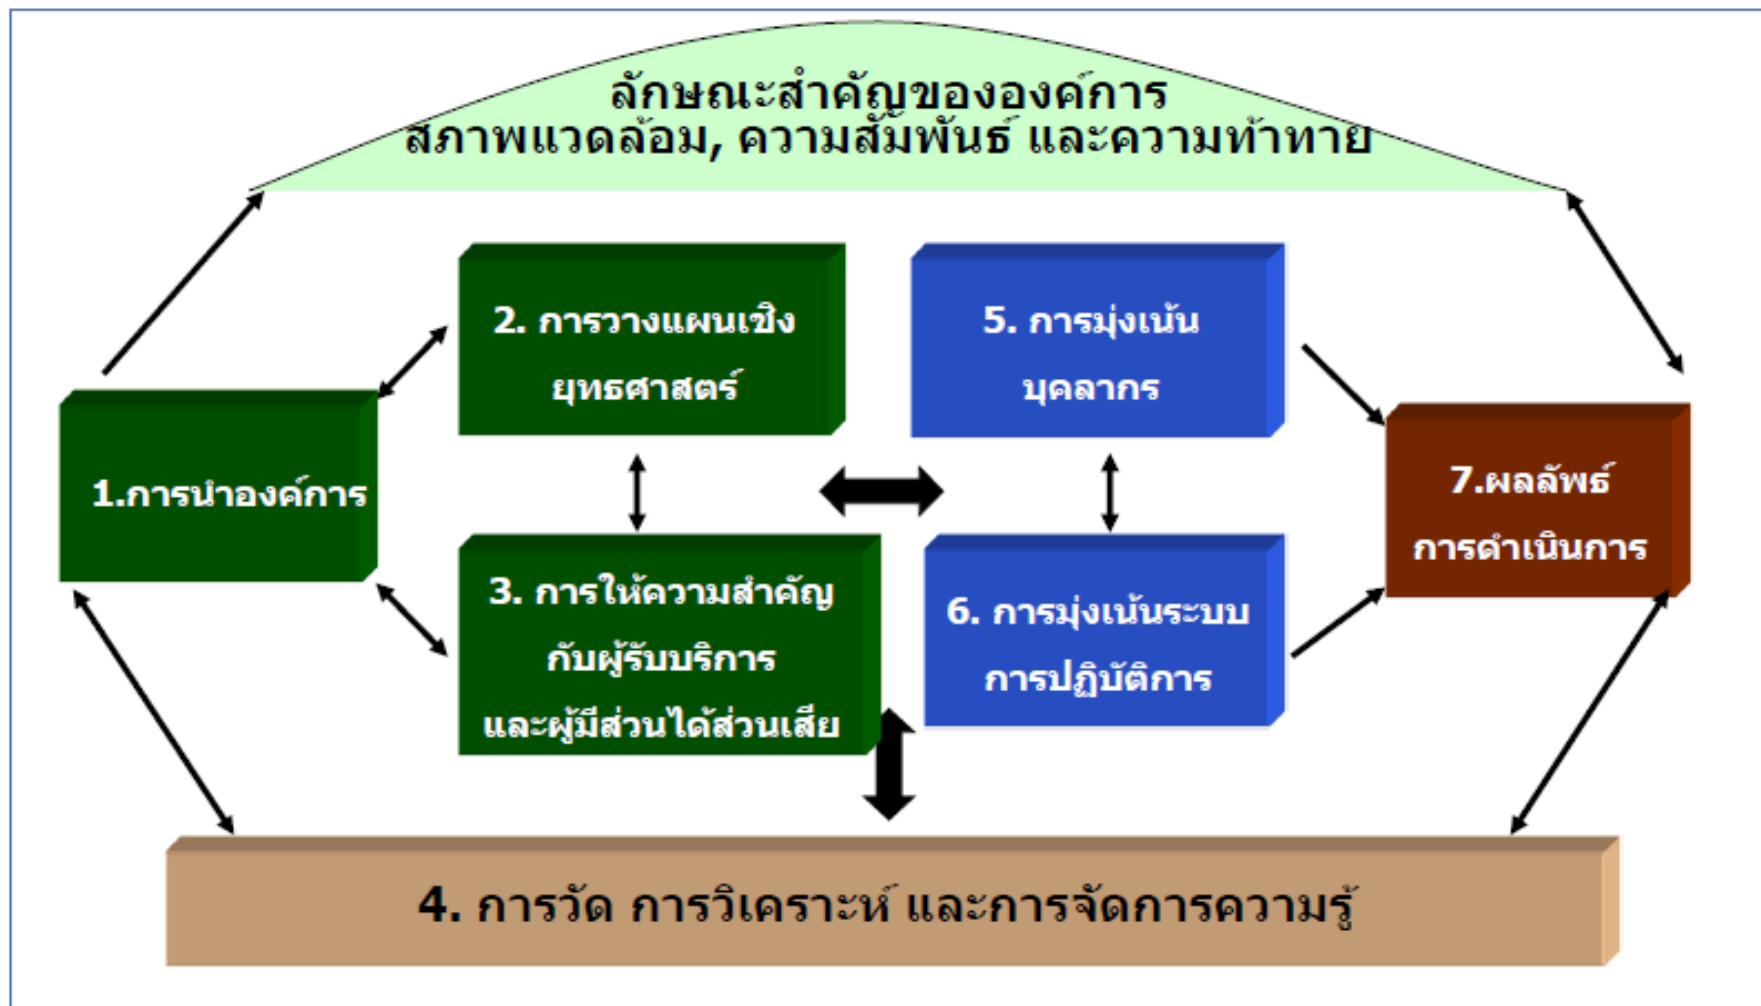 ลักษณะสำคัญขององค์การ
สภาพแวดล้อม, ความสัมพันธ์ และความท้าทาย
2. การวางแผนเชิง
ยุทธศาสตร์
5. การมุ่งเน้น
บุคลากร
1.การนำองค์การ
7.ผลลัพธ์
การดำเนินการ
3. การให้ความสำคัญ
กับผู้รับบริการ
และผู้มีส่วนได้ส่วนเสีย
6. การมุ่งเน้นระบบ
การปฏิบัติการ
4. การวัด การวิเคราะห์ และการจัดการความรู้